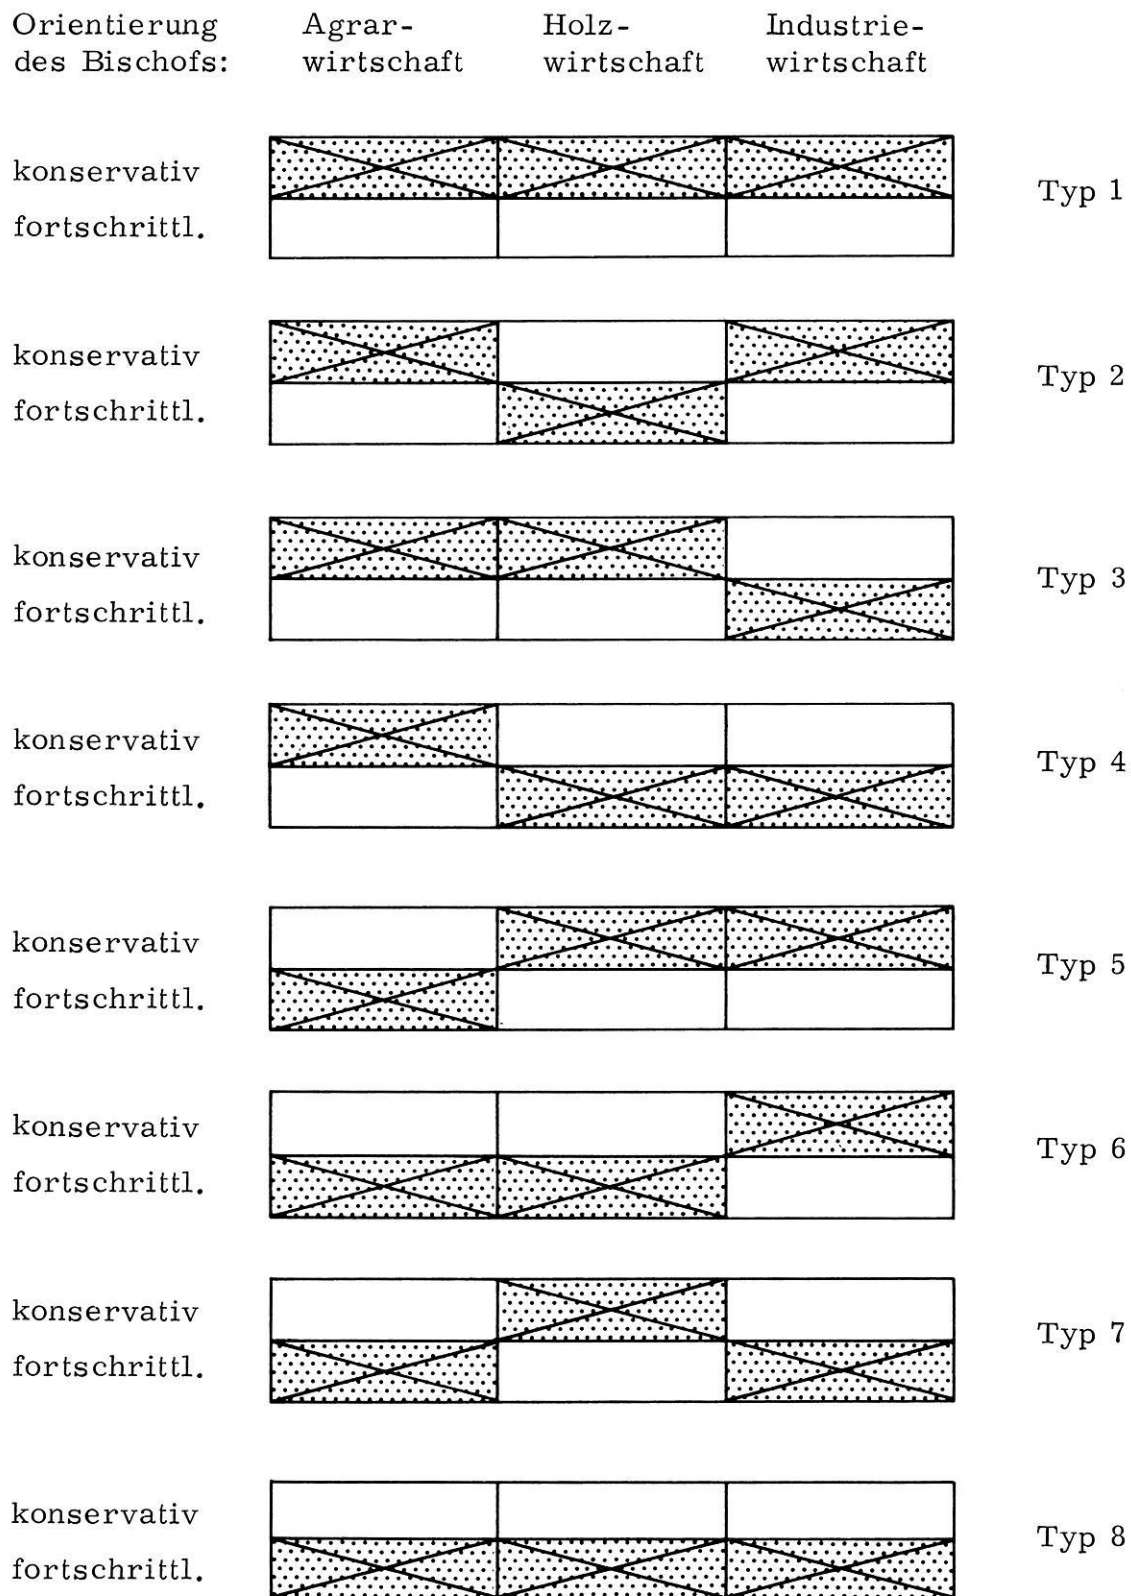 Orientierung Agrar- Holz- Industrie-
des Bischofs: wirtschaft wirtschaft wirtschaft
konservativ
Typ 1
fortschrittl.
konservativ
Typ 2
fortschrittl.
konservativ
Typ 3
fortschrittl.
konservativ
Typ 4
fortschrittl.
konservativ
Typ 5
fortschrittl.
konservativ
Typ 6
fortschrittl.
konservativ
Typ 7
fortschrittl.
konservativ
Typ 8
fortschrittl.